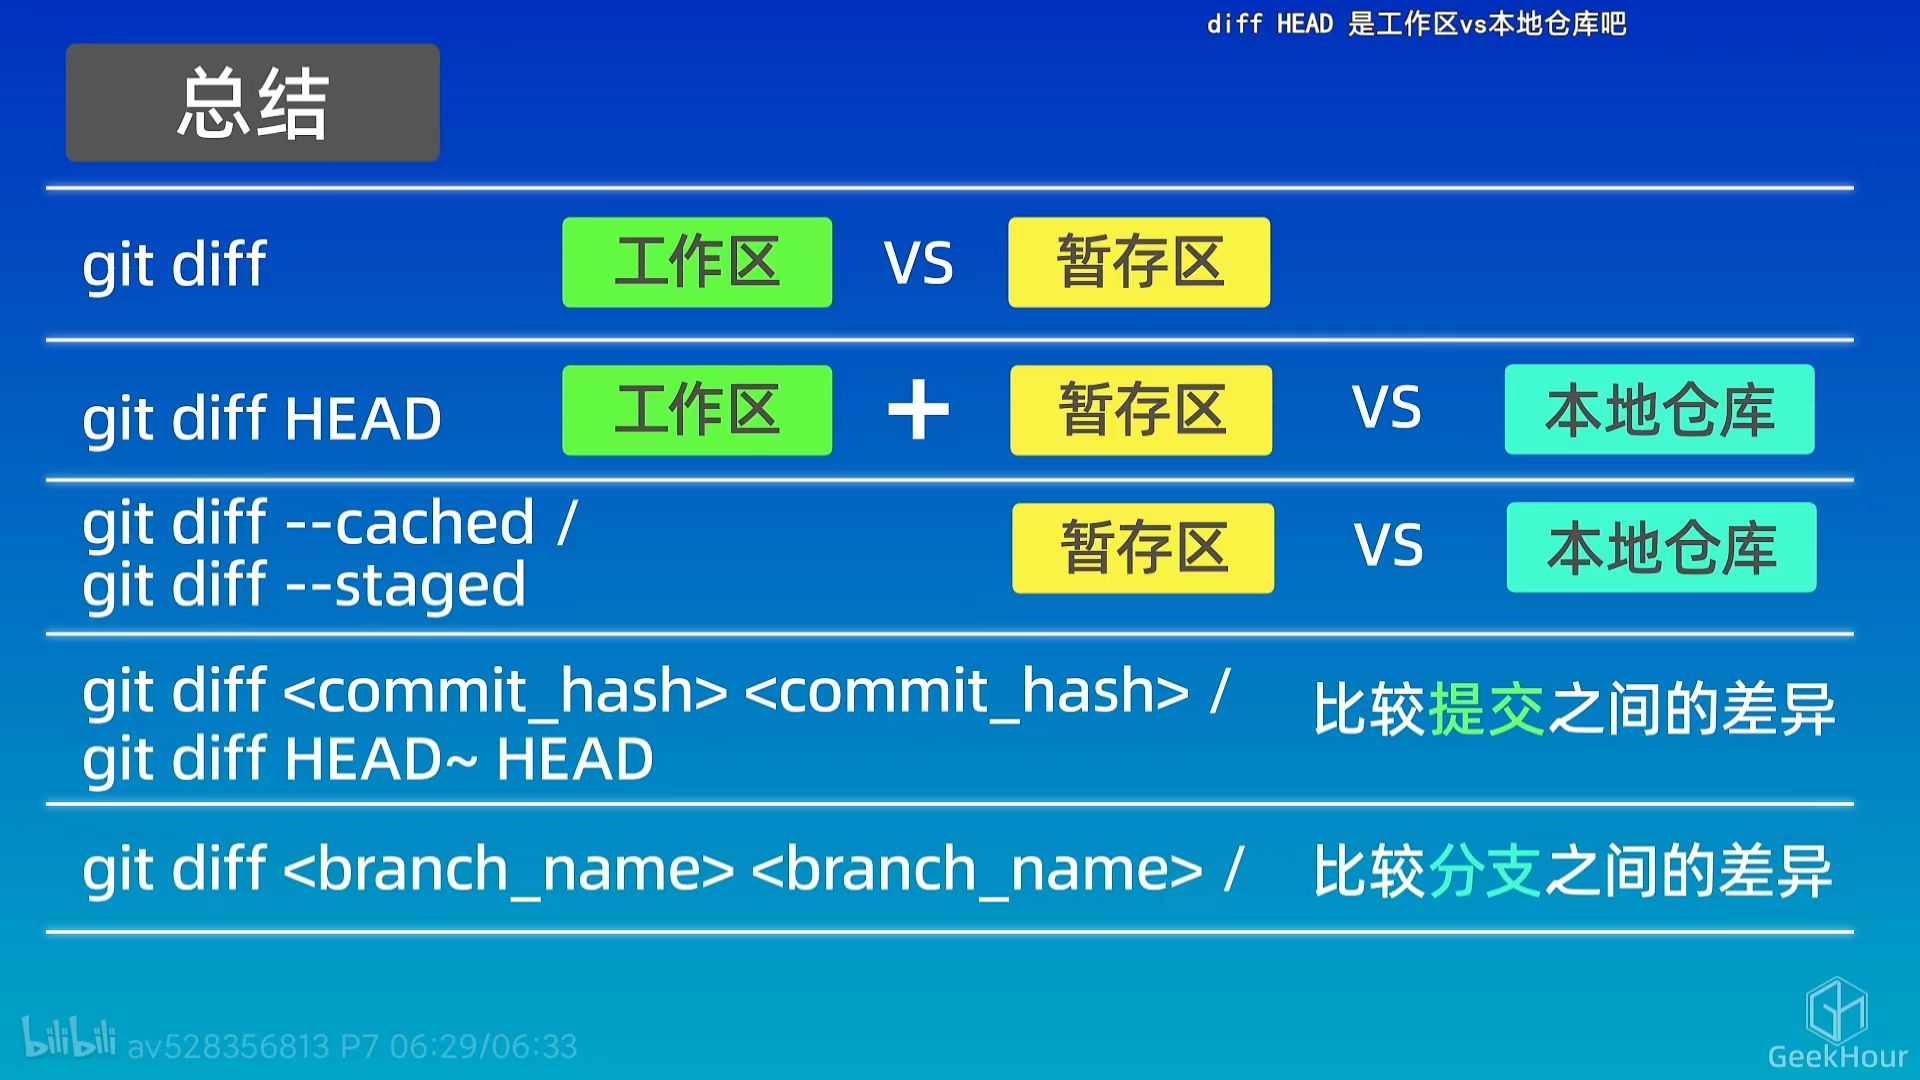 diff HEAD 是工作区vs本地仓库吧
总结
git diff 工作区 VS 暂存区
git diff HEAD 工作区 + 暂存区 VS 本地仓库
git diff --cached /
git diff --staged
暂存区 VS 本地仓库
git diff <commit_hash> <commit_hash> /
git diff HEAD~ HEAD
比较提交之间的差异
git diff <branch_name> <branch_name> / 比较分支之间的差异
bilibili av528356813 P7 06:29/06:33
GeekHour